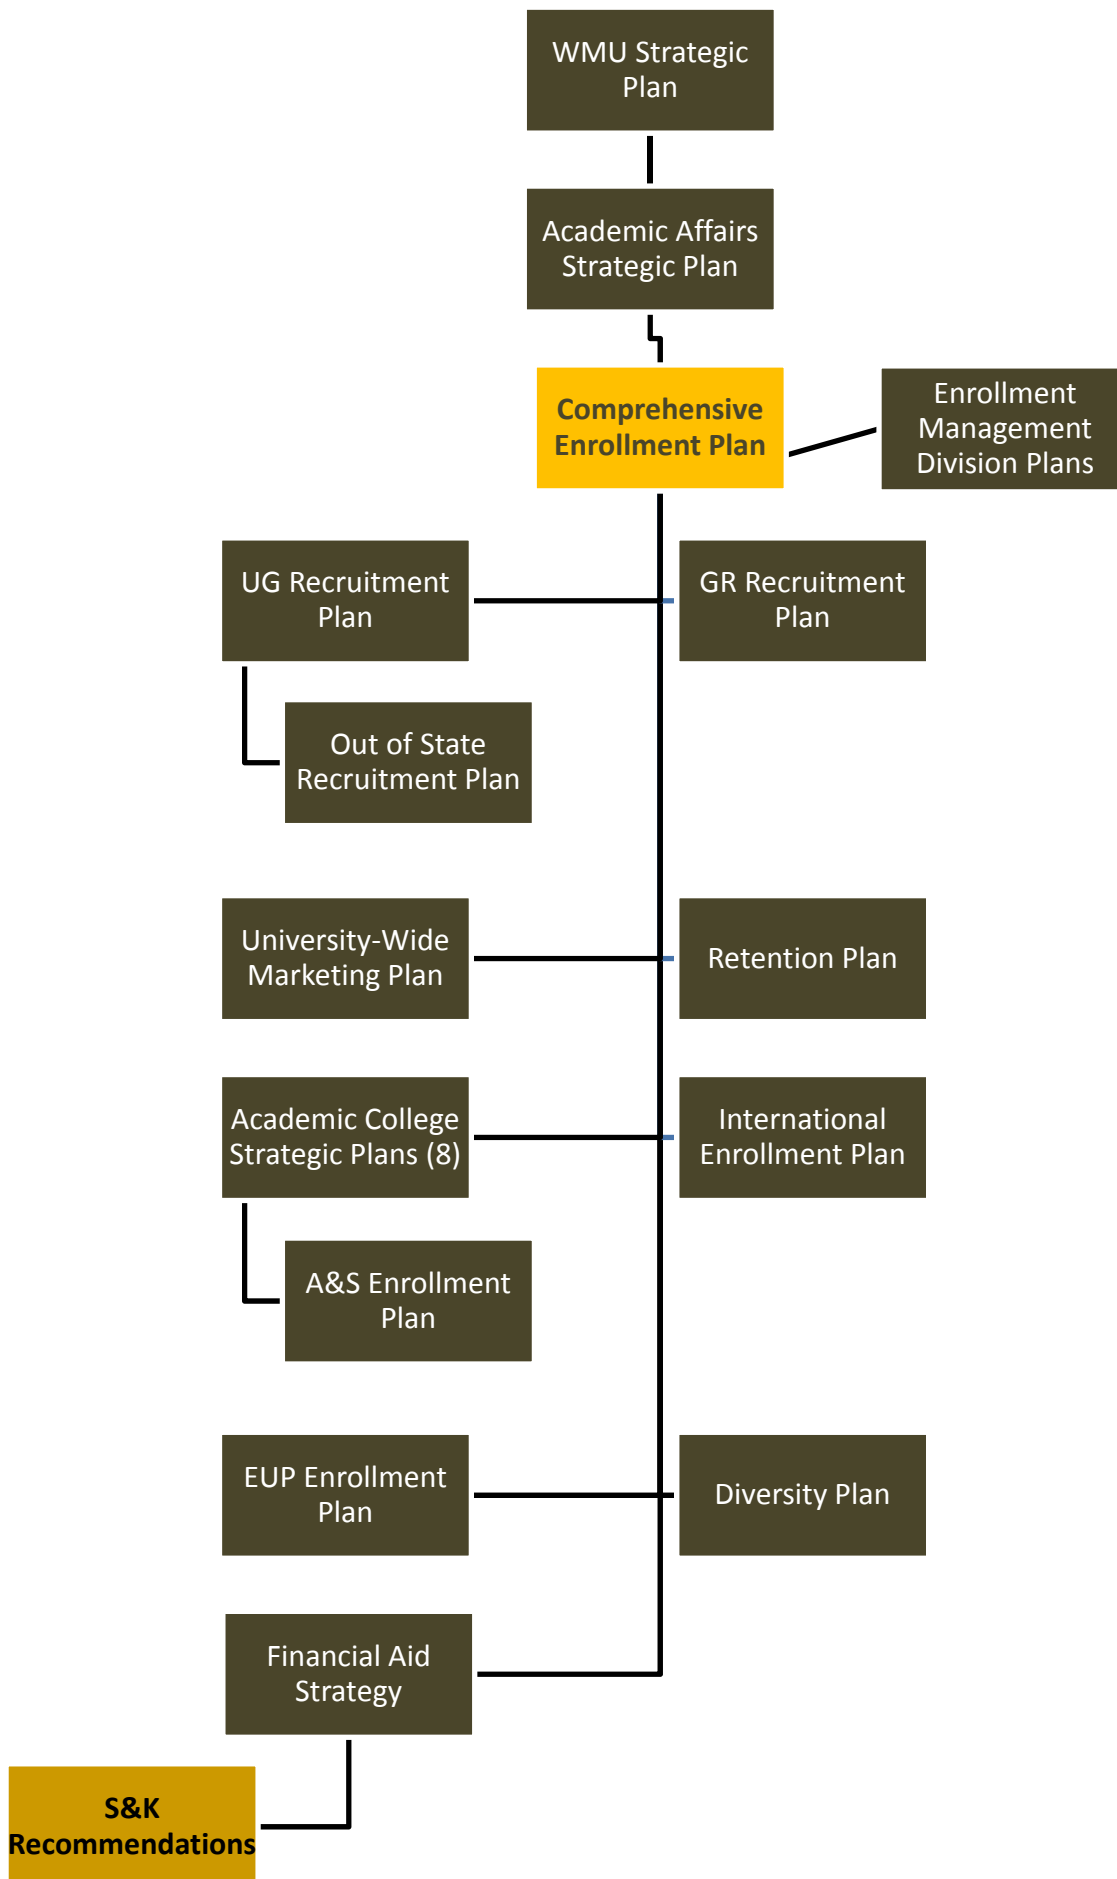 WMU Strategic
Plan
Academic Affairs
Strategic Plan
Comprehensive
Enrollment Plan
Enrollment
Management
Division Plans
UG Recruitment
Plan
GR Recruitment
Plan
Out of State
Recruitment Plan
University-Wide
Marketing Plan
Retention Plan
Academic College
Strategic Plans (8)
International
Enrollment Plan
A&S Enrollment
Plan
EUP Enrollment
Plan
Diversity Plan
Financial Aid
Strategy
S&K
Recommendations